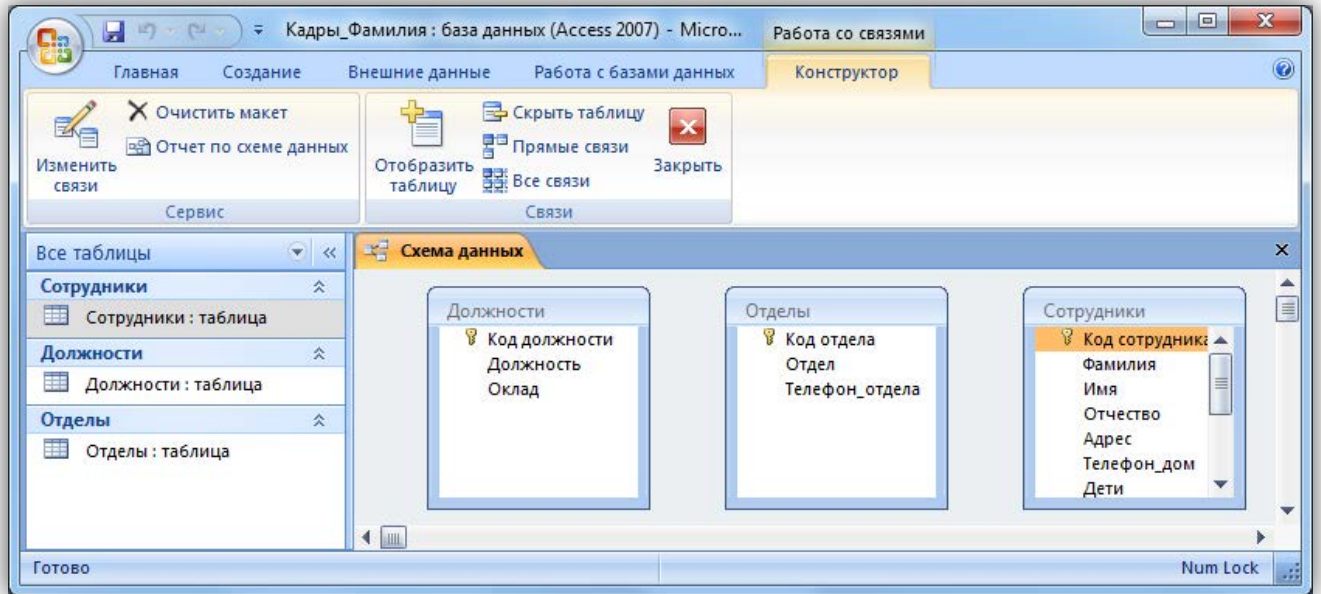 Кадры_Фамилия : база данных (Access 2007) - Micro...
Работа со связями
Главная
Создание
Внешние данные
Работа с базами данных
Конструктор
Изменить связи
Очистить макет
Отчет по схеме данных
Сервис
Отобразить таблицу
Скрыть таблицу
Прямые связи
Все связи
Закрыть
Связи
Все таблицы
Сотрудники
Сотрудники : таблица
Должности
Должности : таблица
Отделы
Отделы : таблица
Схема данных
Должности
Код должности
Должность
Оклад
Отделы
Код отдела
Отдел
Телефон_отдела
Сотрудники
Код сотрудника
Фамилия
Имя
Отчество
Адрес
Телефон_дом
Дети
Готово
Num Lock